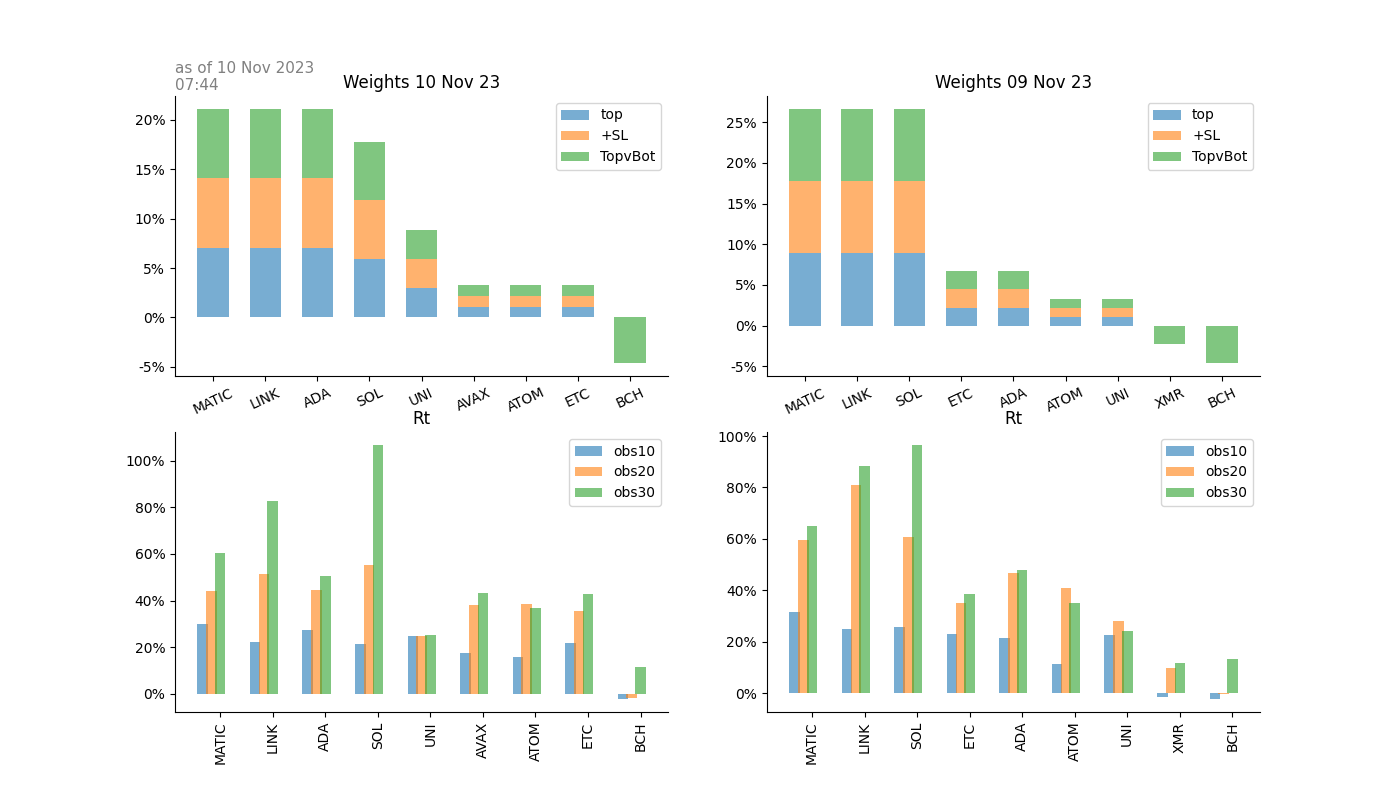 as of 10 Nov 2023
07:44
Weights 10 Nov 23
20%
15%
10%
5%
0%
-5%
top
+SL
TopvBot
MATIC LINK ADA SOL UNI AVAX ATOM ETC BCH
Weights 09 Nov 23
25%
20%
15%
10%
5%
0%
-5%
top
+SL
TopvBot
MATIC LINK SOL ETC ADA ATOM UNI XMR BCH
Rt
100%
80%
60%
40%
20%
0%
obs10
obs20
obs30
MATIC LINK ADA SOL UNI AVAX ATOM ETC BCH
Rt
100%
80%
60%
40%
20%
0%
obs10
obs20
obs30
MATIC LINK SOL ETC ADA ATOM UNI XMR BCH